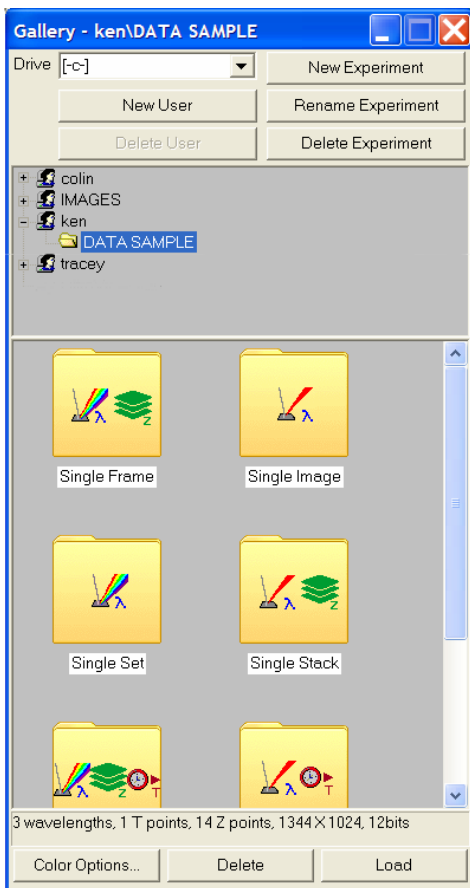 Gallery - ken\DATA SAMPLE
Drive [-c-] New Experiment
New User Rename Experiment
Delete User Delete Experiment
colin
IMAGES
ken
DATA SAMPLE
tracey
λ z λ
Single Frame Single Image
λ λ z
Single Set Single Stack
λ z T λ T
3 wavelengths, 1 T points, 14 Z points, 1344×1024, 12bits
Color Options... Delete Load